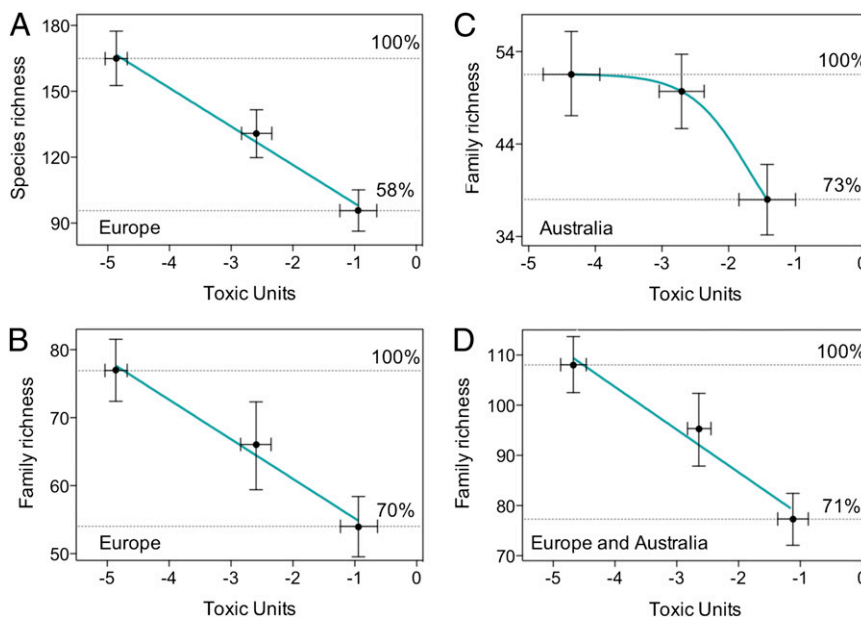 A
Species richness
180
150
120
90
100%
58%
Europe
-5 -4 -3 -2 -1 0
Toxic Units
C
Family richness
54
44
34
100%
73%
Australia
-5 -4 -3 -2 -1 0
Toxic Units
B
Family richness
80
70
60
50
100%
70%
Europe
-5 -4 -3 -2 -1 0
Toxic Units
D
Family richness
110
100
90
80
70
100%
71%
Europe and Australia
-5 -4 -3 -2 -1 0
Toxic Units